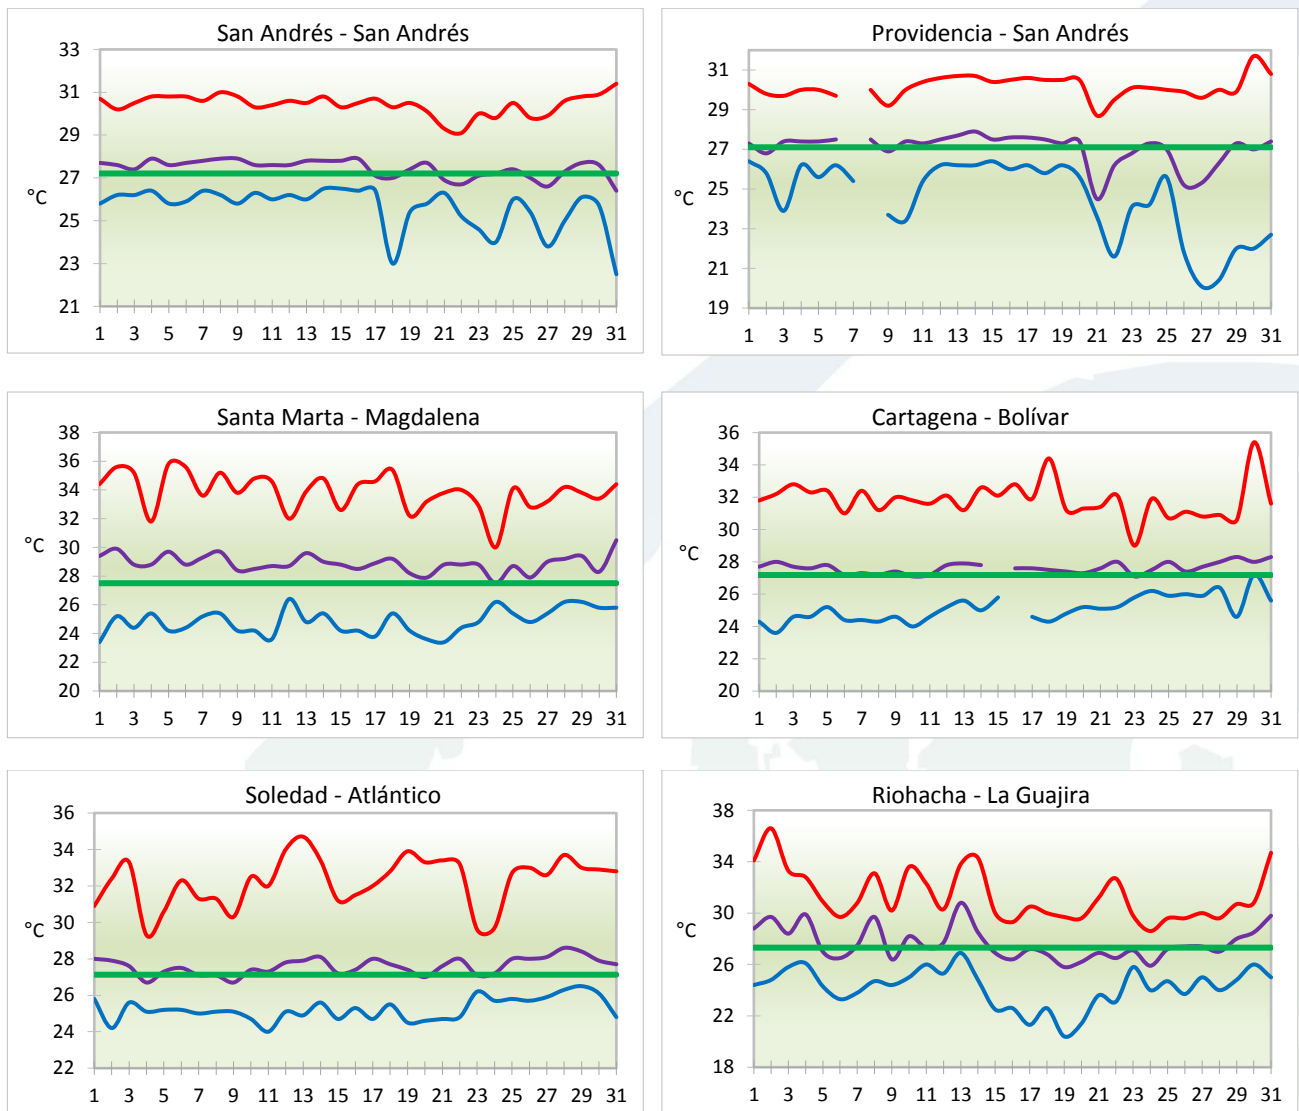 San Andrés - San Andrés
33
31
29
27
25
23
21
°C
1 3 5 7 9 11 13 15 17 19 21 23 25 27 29 31
Providencia - San Andrés
31
29
27
25
23
21
19
°C
1 3 5 7 9 11 13 15 17 19 21 23 25 27 29 31
Santa Marta - Magdalena
38
36
34
32
30
28
26
24
22
20
°C
1 3 5 7 9 11 13 15 17 19 21 23 25 27 29 31
Cartagena - Bolívar
36
34
32
30
28
26
24
22
20
°C
1 3 5 7 9 11 13 15 17 19 21 23 25 27 29 31
Soledad - Atlántico
36
34
32
30
28
26
24
22
°C
1 3 5 7 9 11 13 15 17 19 21 23 25 27 29 31
Riohacha - La Guajira
38
34
30
26
22
18
°C
1 3 5 7 9 11 13 15 17 19 21 23 25 27 29 31